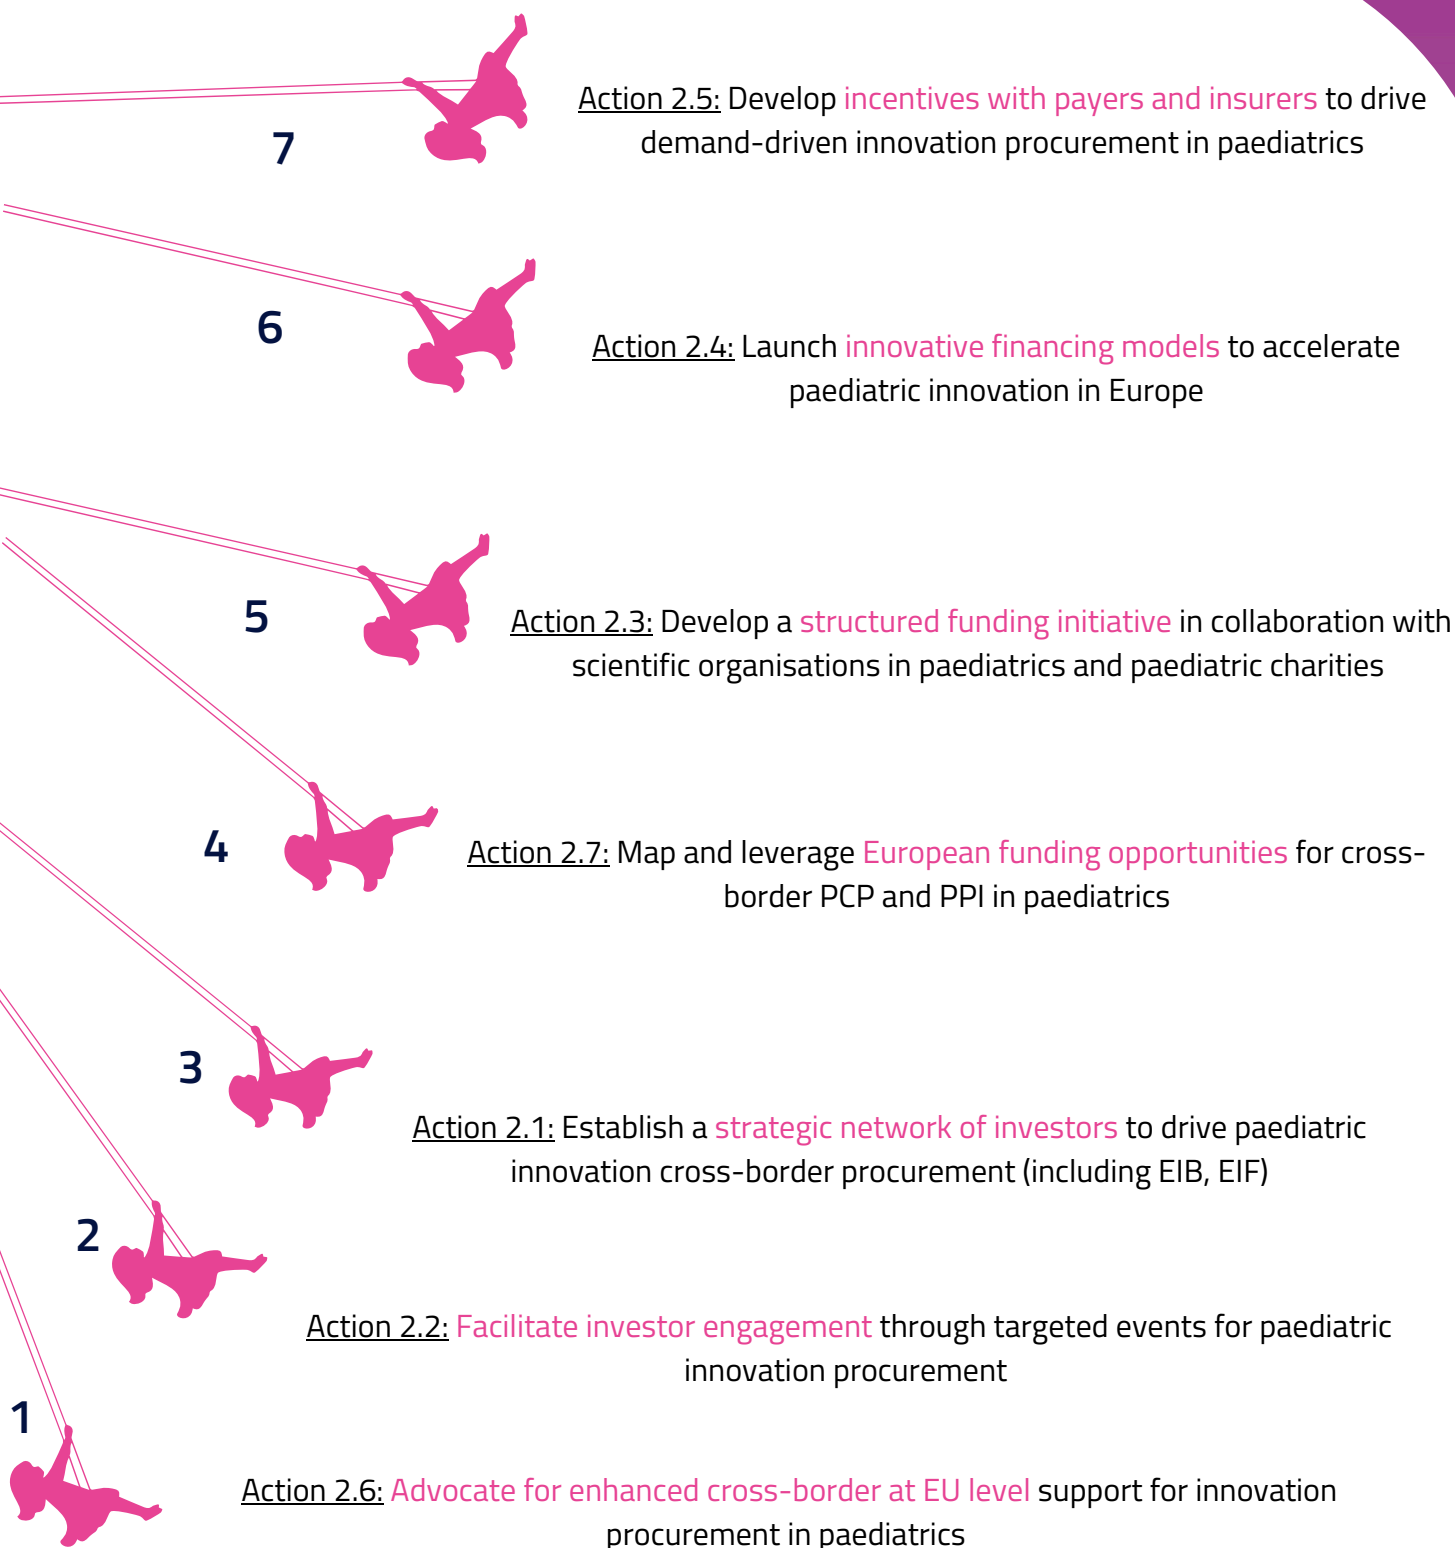 7
Action 2.5: Develop incentives with payers and insurers to drive
demand-driven innovation procurement in paediatrics
6
Action 2.4: Launch innovative financing models to accelerate
paediatric innovation in Europe
5
Action 2.3: Develop a structured funding initiative in collaboration with
scientific organisations in paediatrics and paediatric charities
4
Action 2.7: Map and leverage European funding opportunities for cross-
border PCP and PPI in paediatrics
3
Action 2.1: Establish a strategic network of investors to drive paediatric
innovation cross-border procurement (including EIB, EIF)
2
Action 2.2: Facilitate investor engagement through targeted events for paediatric
innovation procurement
1
Action 2.6: Advocate for enhanced cross-border at EU level support for innovation
procurement in paediatrics